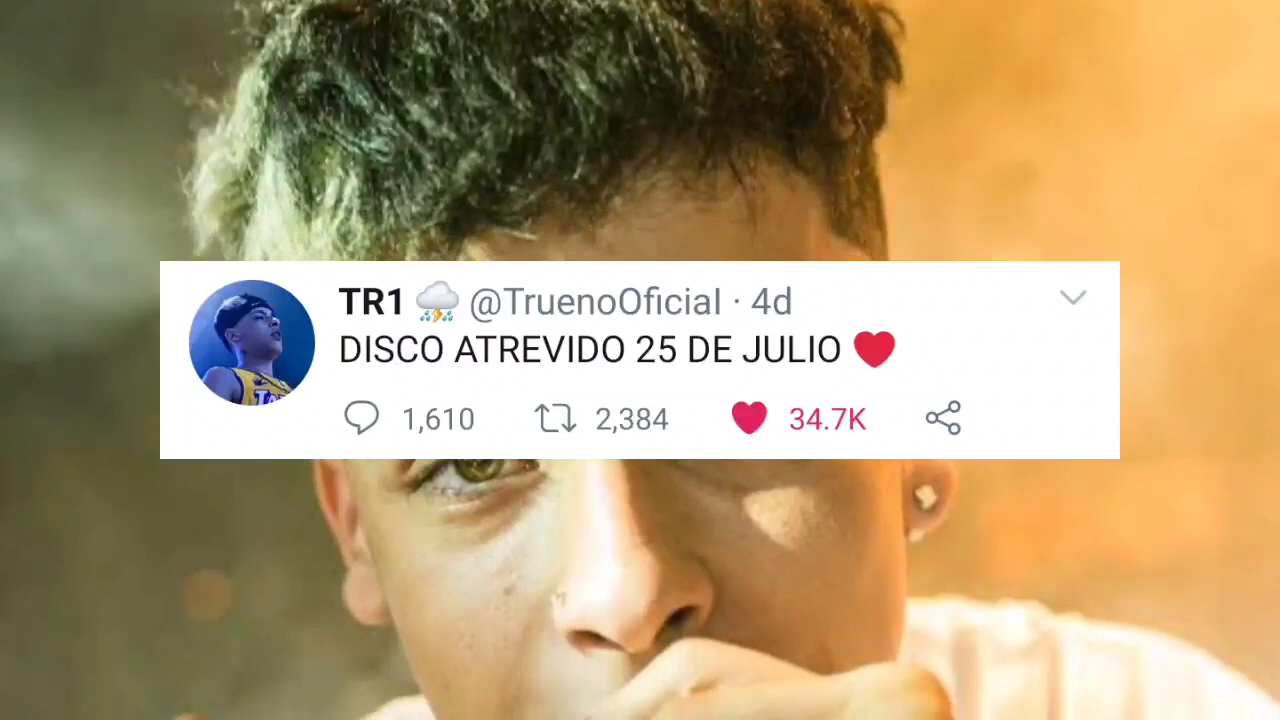 TR1 🌧️ @TruenoOficial · 4d
DISCO ATREVIDO 25 DE JULIO ❤️
1,610 2,384 34.7K